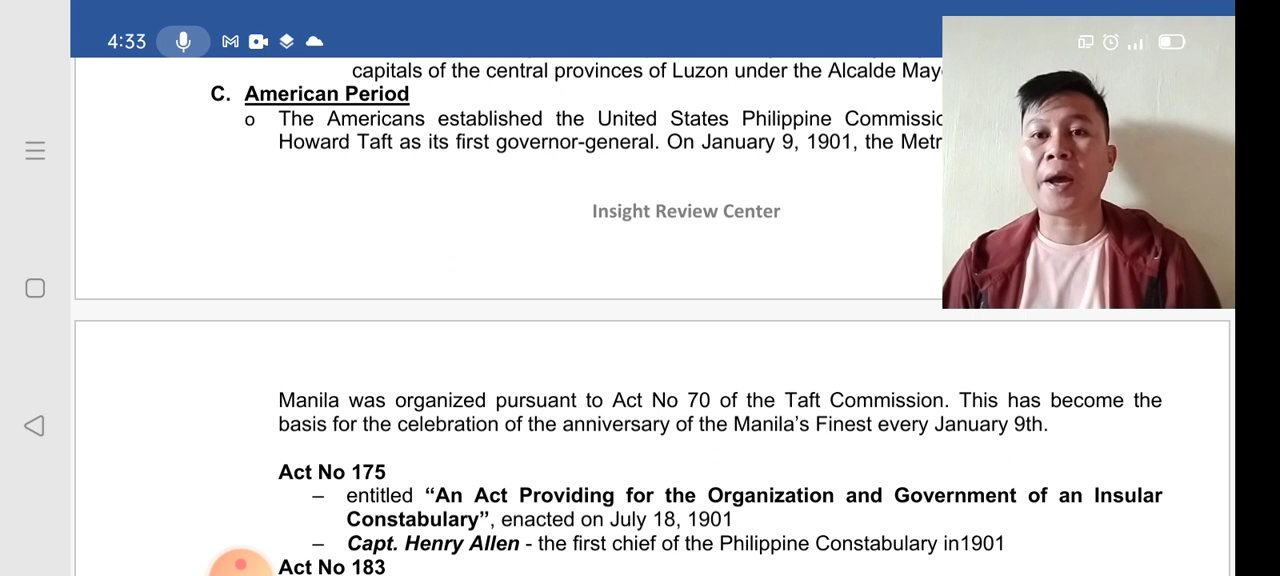 4:33
capitals of the central provinces of Luzon under the Alcalde
C. American Period
o The Americans established the United States Philippine
Howard Taft as its first governor-general. On January 9, 1901, the
Insight Review Center
Manila was organized pursuant to Act No 70 of the Taft Commission. This has become the
basis for the celebration of the anniversary of the Manila’s Finest every January 9th.
Act No 175
– entitled “An Act Providing for the Organization and Government of an Insular
Constabulary”, enacted on July 18, 1901
– Capt. Henry Allen - the first chief of the Philippine Constabulary in1901
Act No 183